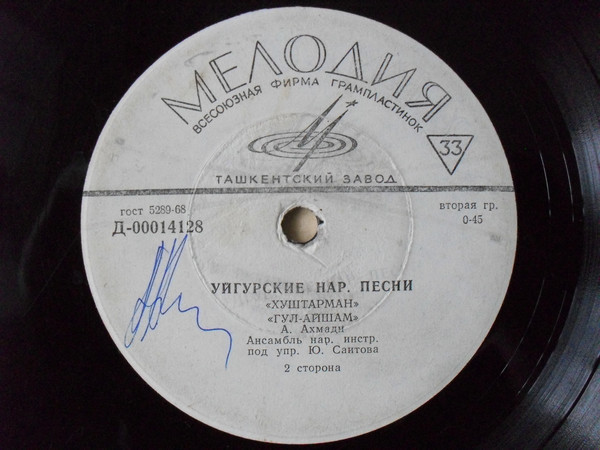 МЕЛОДИЯ
ВСЕСОЮЗНАЯ ФИРМА ГРАМПЛАСТИНОК
33
ТАШКЕНТСКИЙ ЗАВОД
гост 5289-68
Д-00014128
вторая гр.
0-45
УЙГУРСКИЕ НАР. ПЕСНИ
«ХУШТАРМАН»
«ГУЛ-АЙШАМ»
А. Ахмади
Ансамбль нар. инстр.
под упр. Ю. Саитова
2 сторона